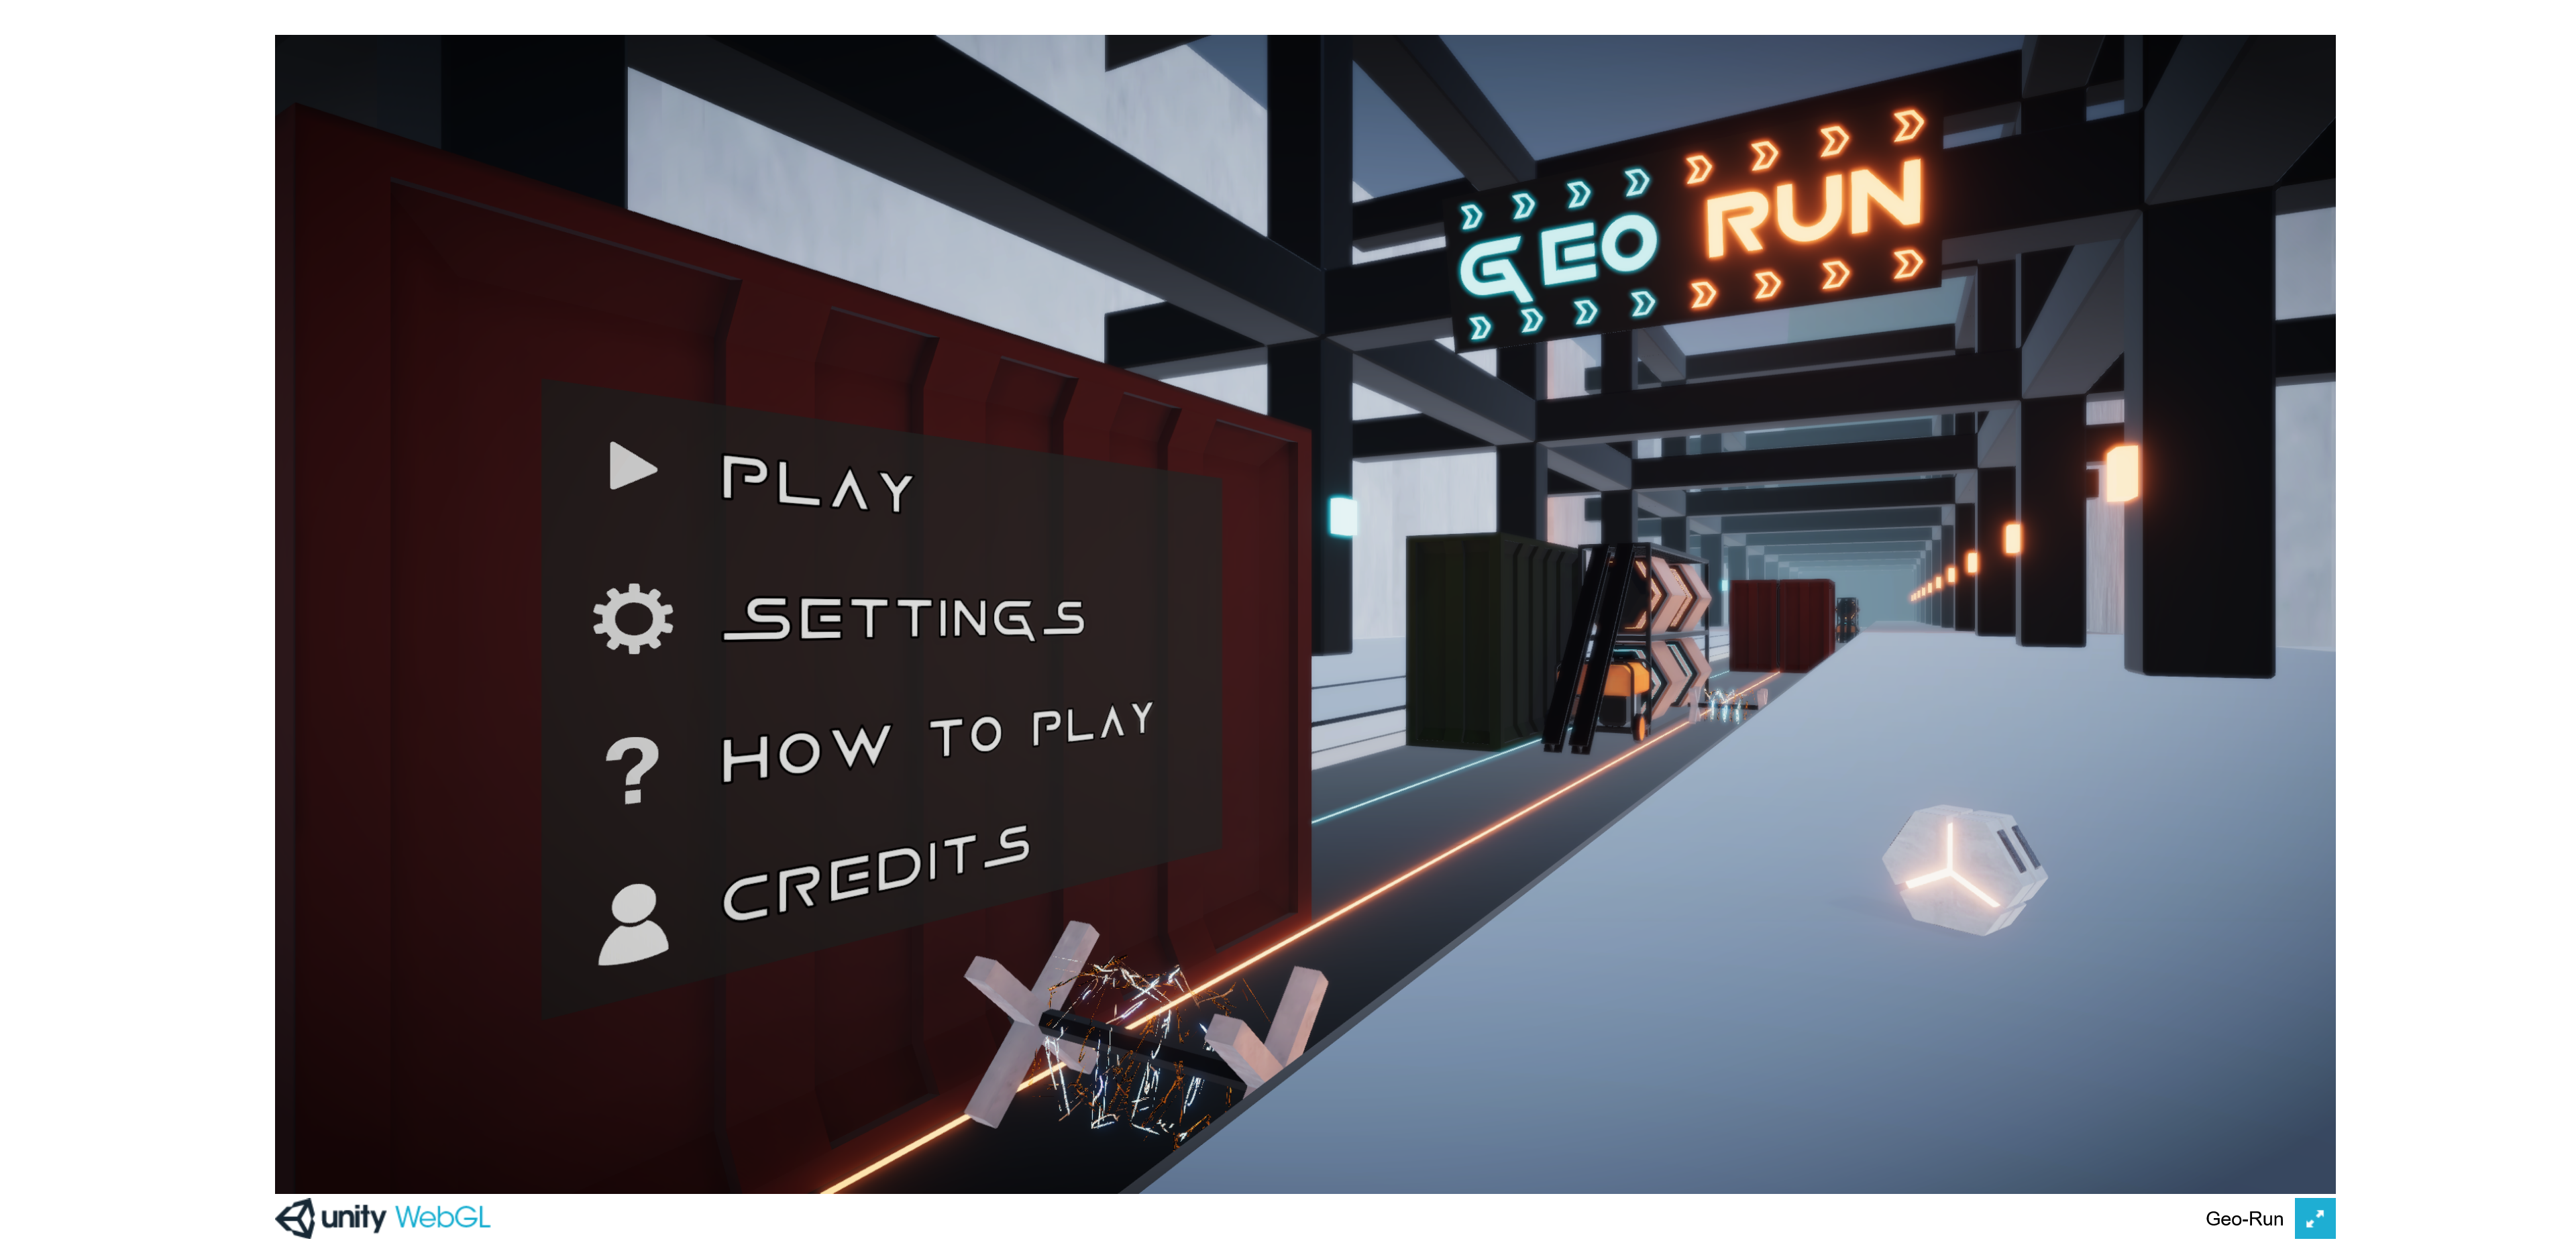 GEO RUN
PLAY
SETTINGS
HOW TO PLAY
CREDITS
unity WebGL
Geo-Run